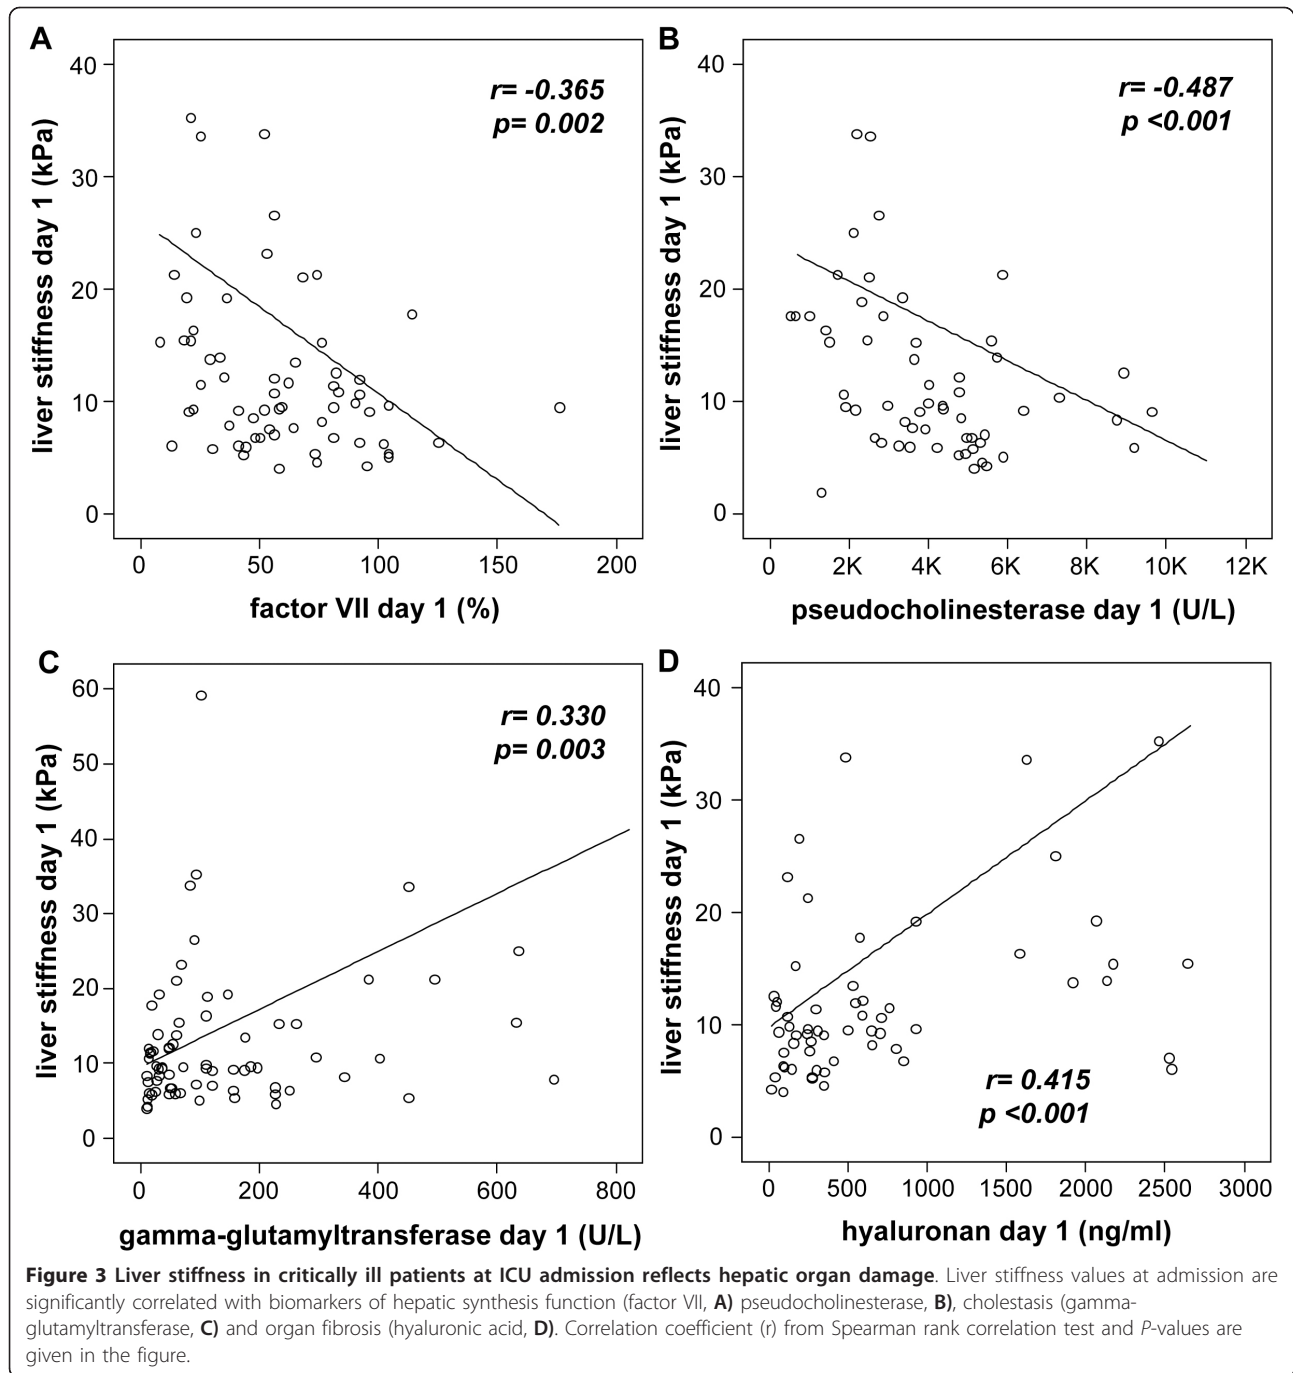 A
B
r= -0.365
p= 0.002
r= -0.487
p <0.001
liver stiffness day 1 (kPa)
40
30
20
10
0
0 50 100 150 200
factor VII day 1 (%)
liver stiffness day 1 (kPa)
40
30
20
10
0
0 2K 4K 6K 8K 10K 12K
pseudocholinesterase day 1 (U/L)
C
D
r= 0.330
p= 0.003
liver stiffness day 1 (kPa)
60
50
40
30
20
10
0
0 200 400 600 800
gamma-glutamyltransferase day 1 (U/L)
liver stiffness day 1 (kPa)
40
30
20
10
0
r= 0.415
p <0.001
0 500 1000 1500 2000 2500 3000
hyaluronan day 1 (ng/ml)
Figure 3 Liver stiffness in critically ill patients at ICU admission reflects hepatic organ damage. Liver stiffness values at admission are
significantly correlated with biomarkers of hepatic synthesis function (factor VII, A) pseudocholinesterase, B), cholestasis (gamma-
glutamyltransferase, C) and organ fibrosis (hyaluronic acid, D). Correlation coefficient (r) from Spearman rank correlation test and P-values are
given in the figure.